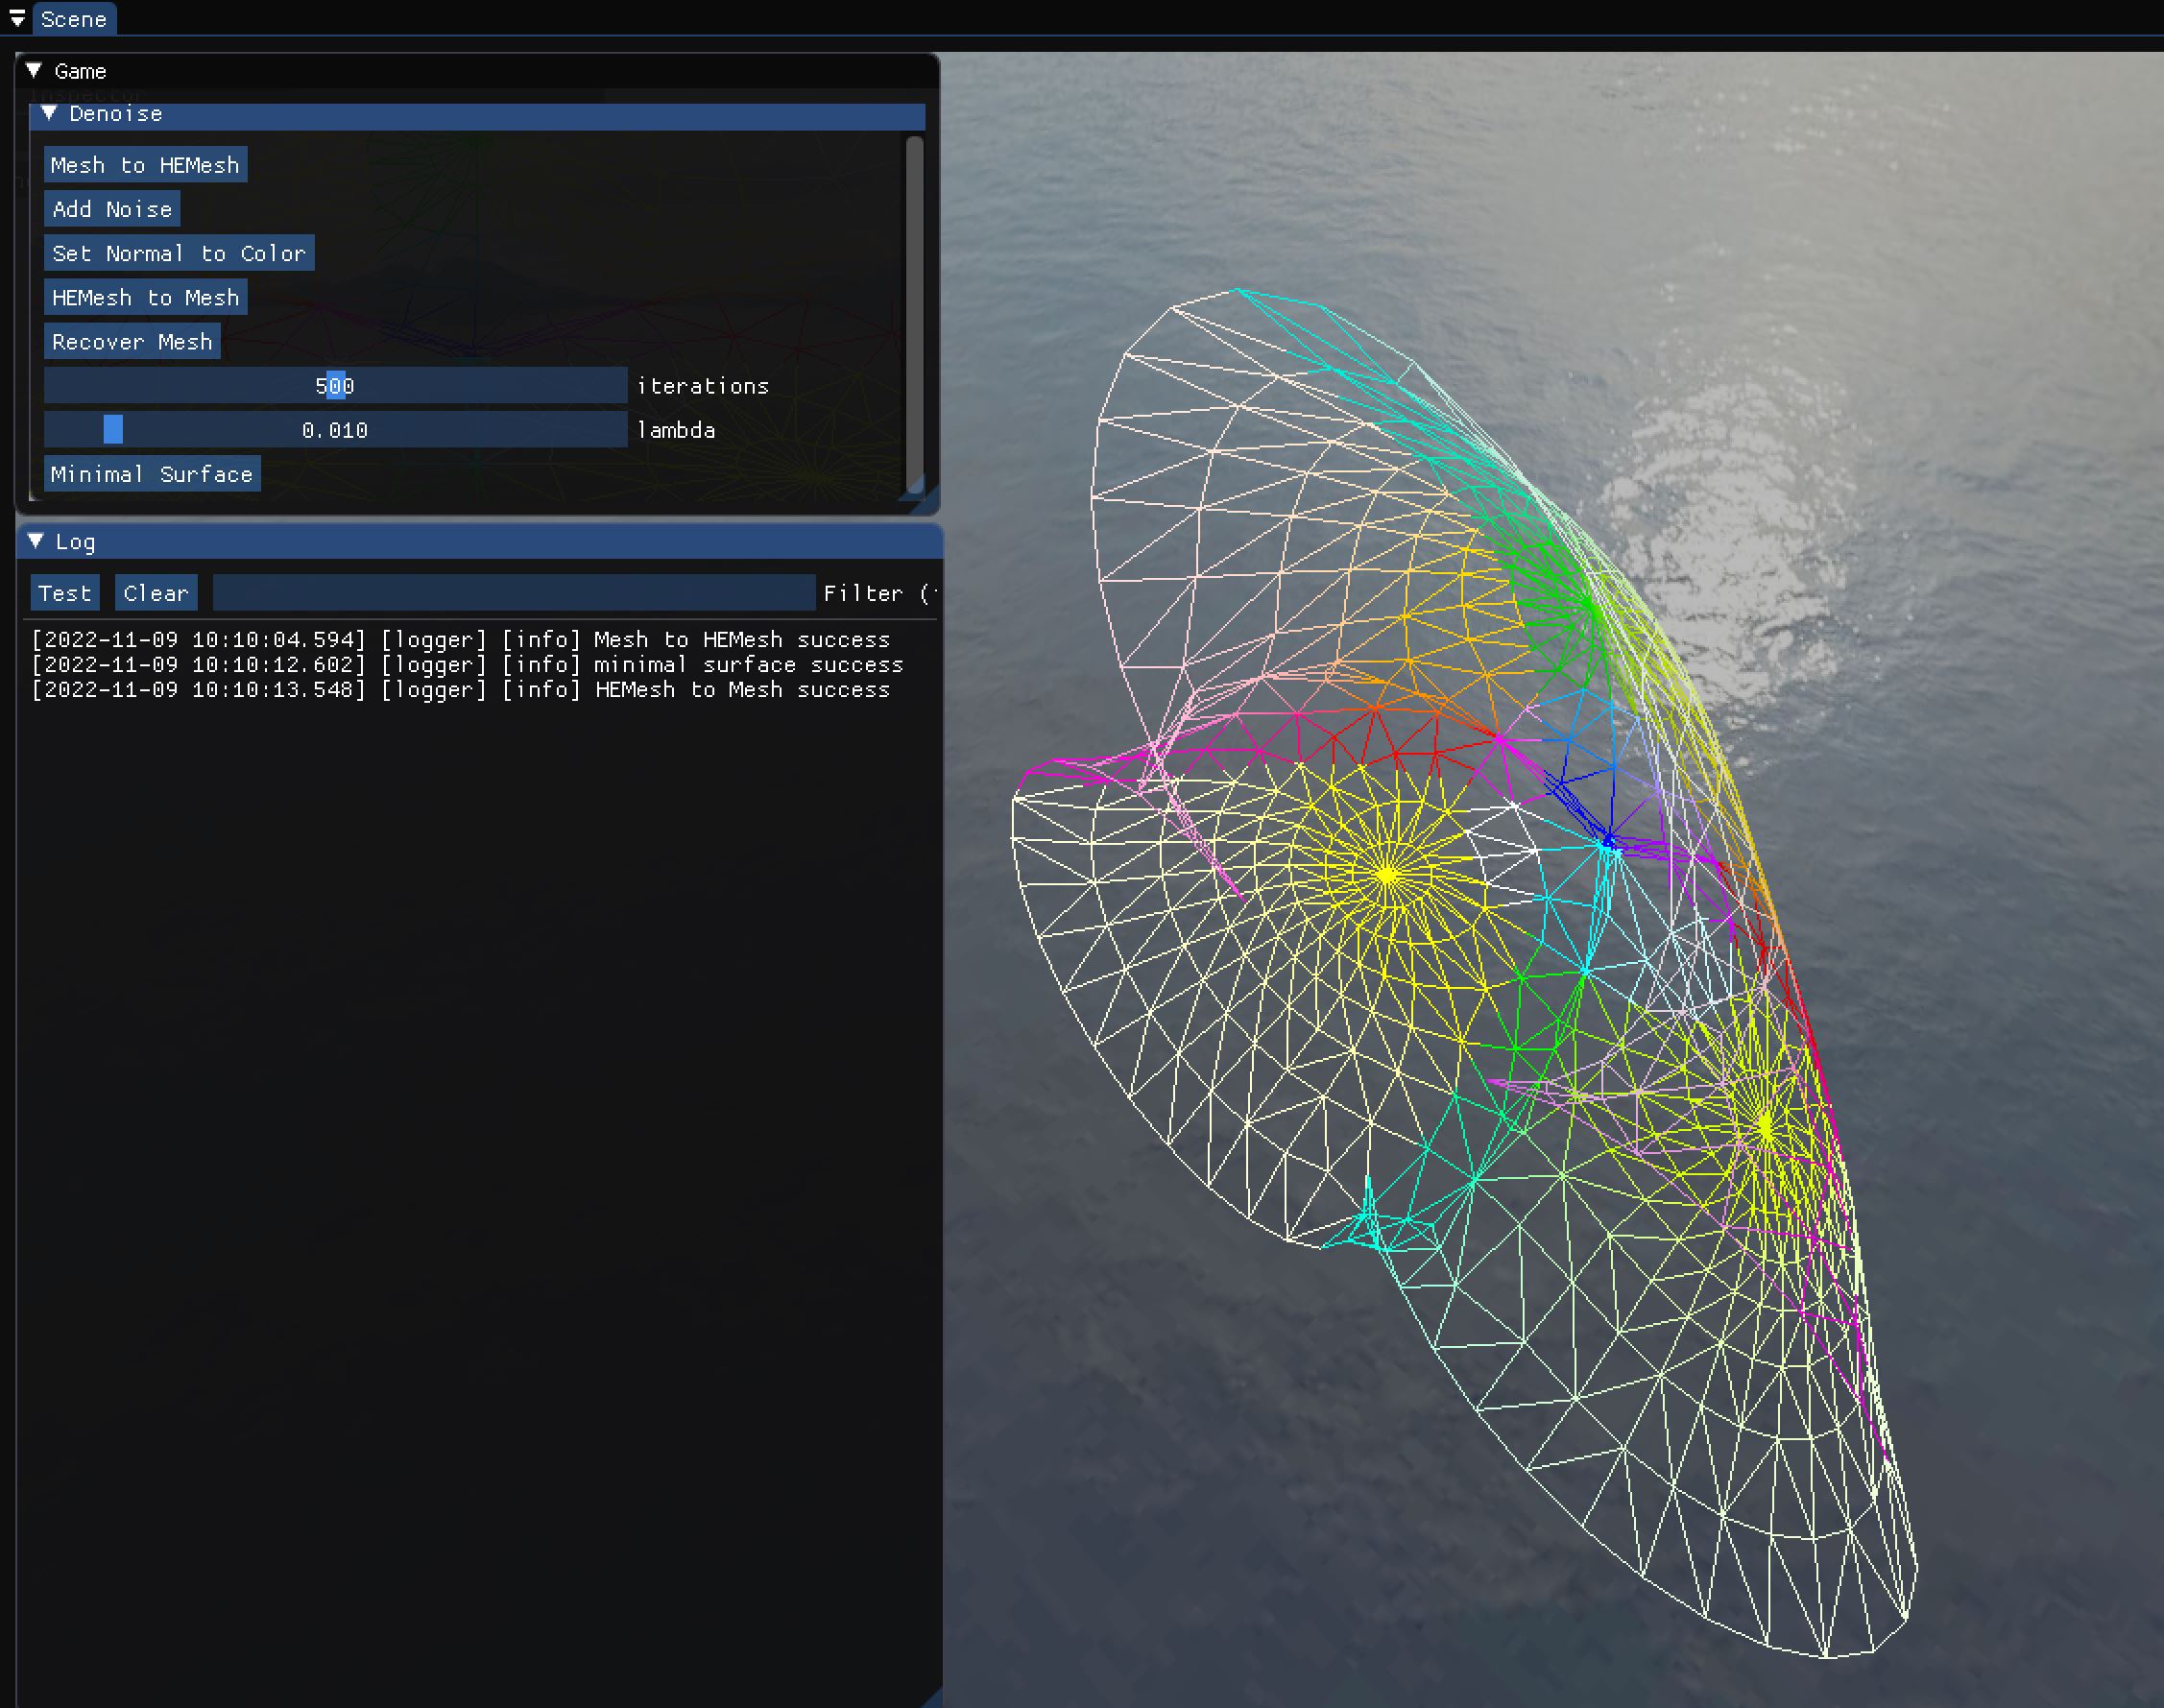 Scene
Game
Inspector
Denoise
Mesh to HEMesh
Add Noise
Set Normal to Color
HEMesh to Mesh
Recover Mesh
500 iterations
0.010 lambda
Minimal Surface
Log
Test Clear Filter (
[2022-11-09 10:10:04.594] [logger] [info] Mesh to HEMesh success
[2022-11-09 10:10:12.602] [logger] [info] minimal surface success
[2022-11-09 10:10:13.548] [logger] [info] HEMesh to Mesh success